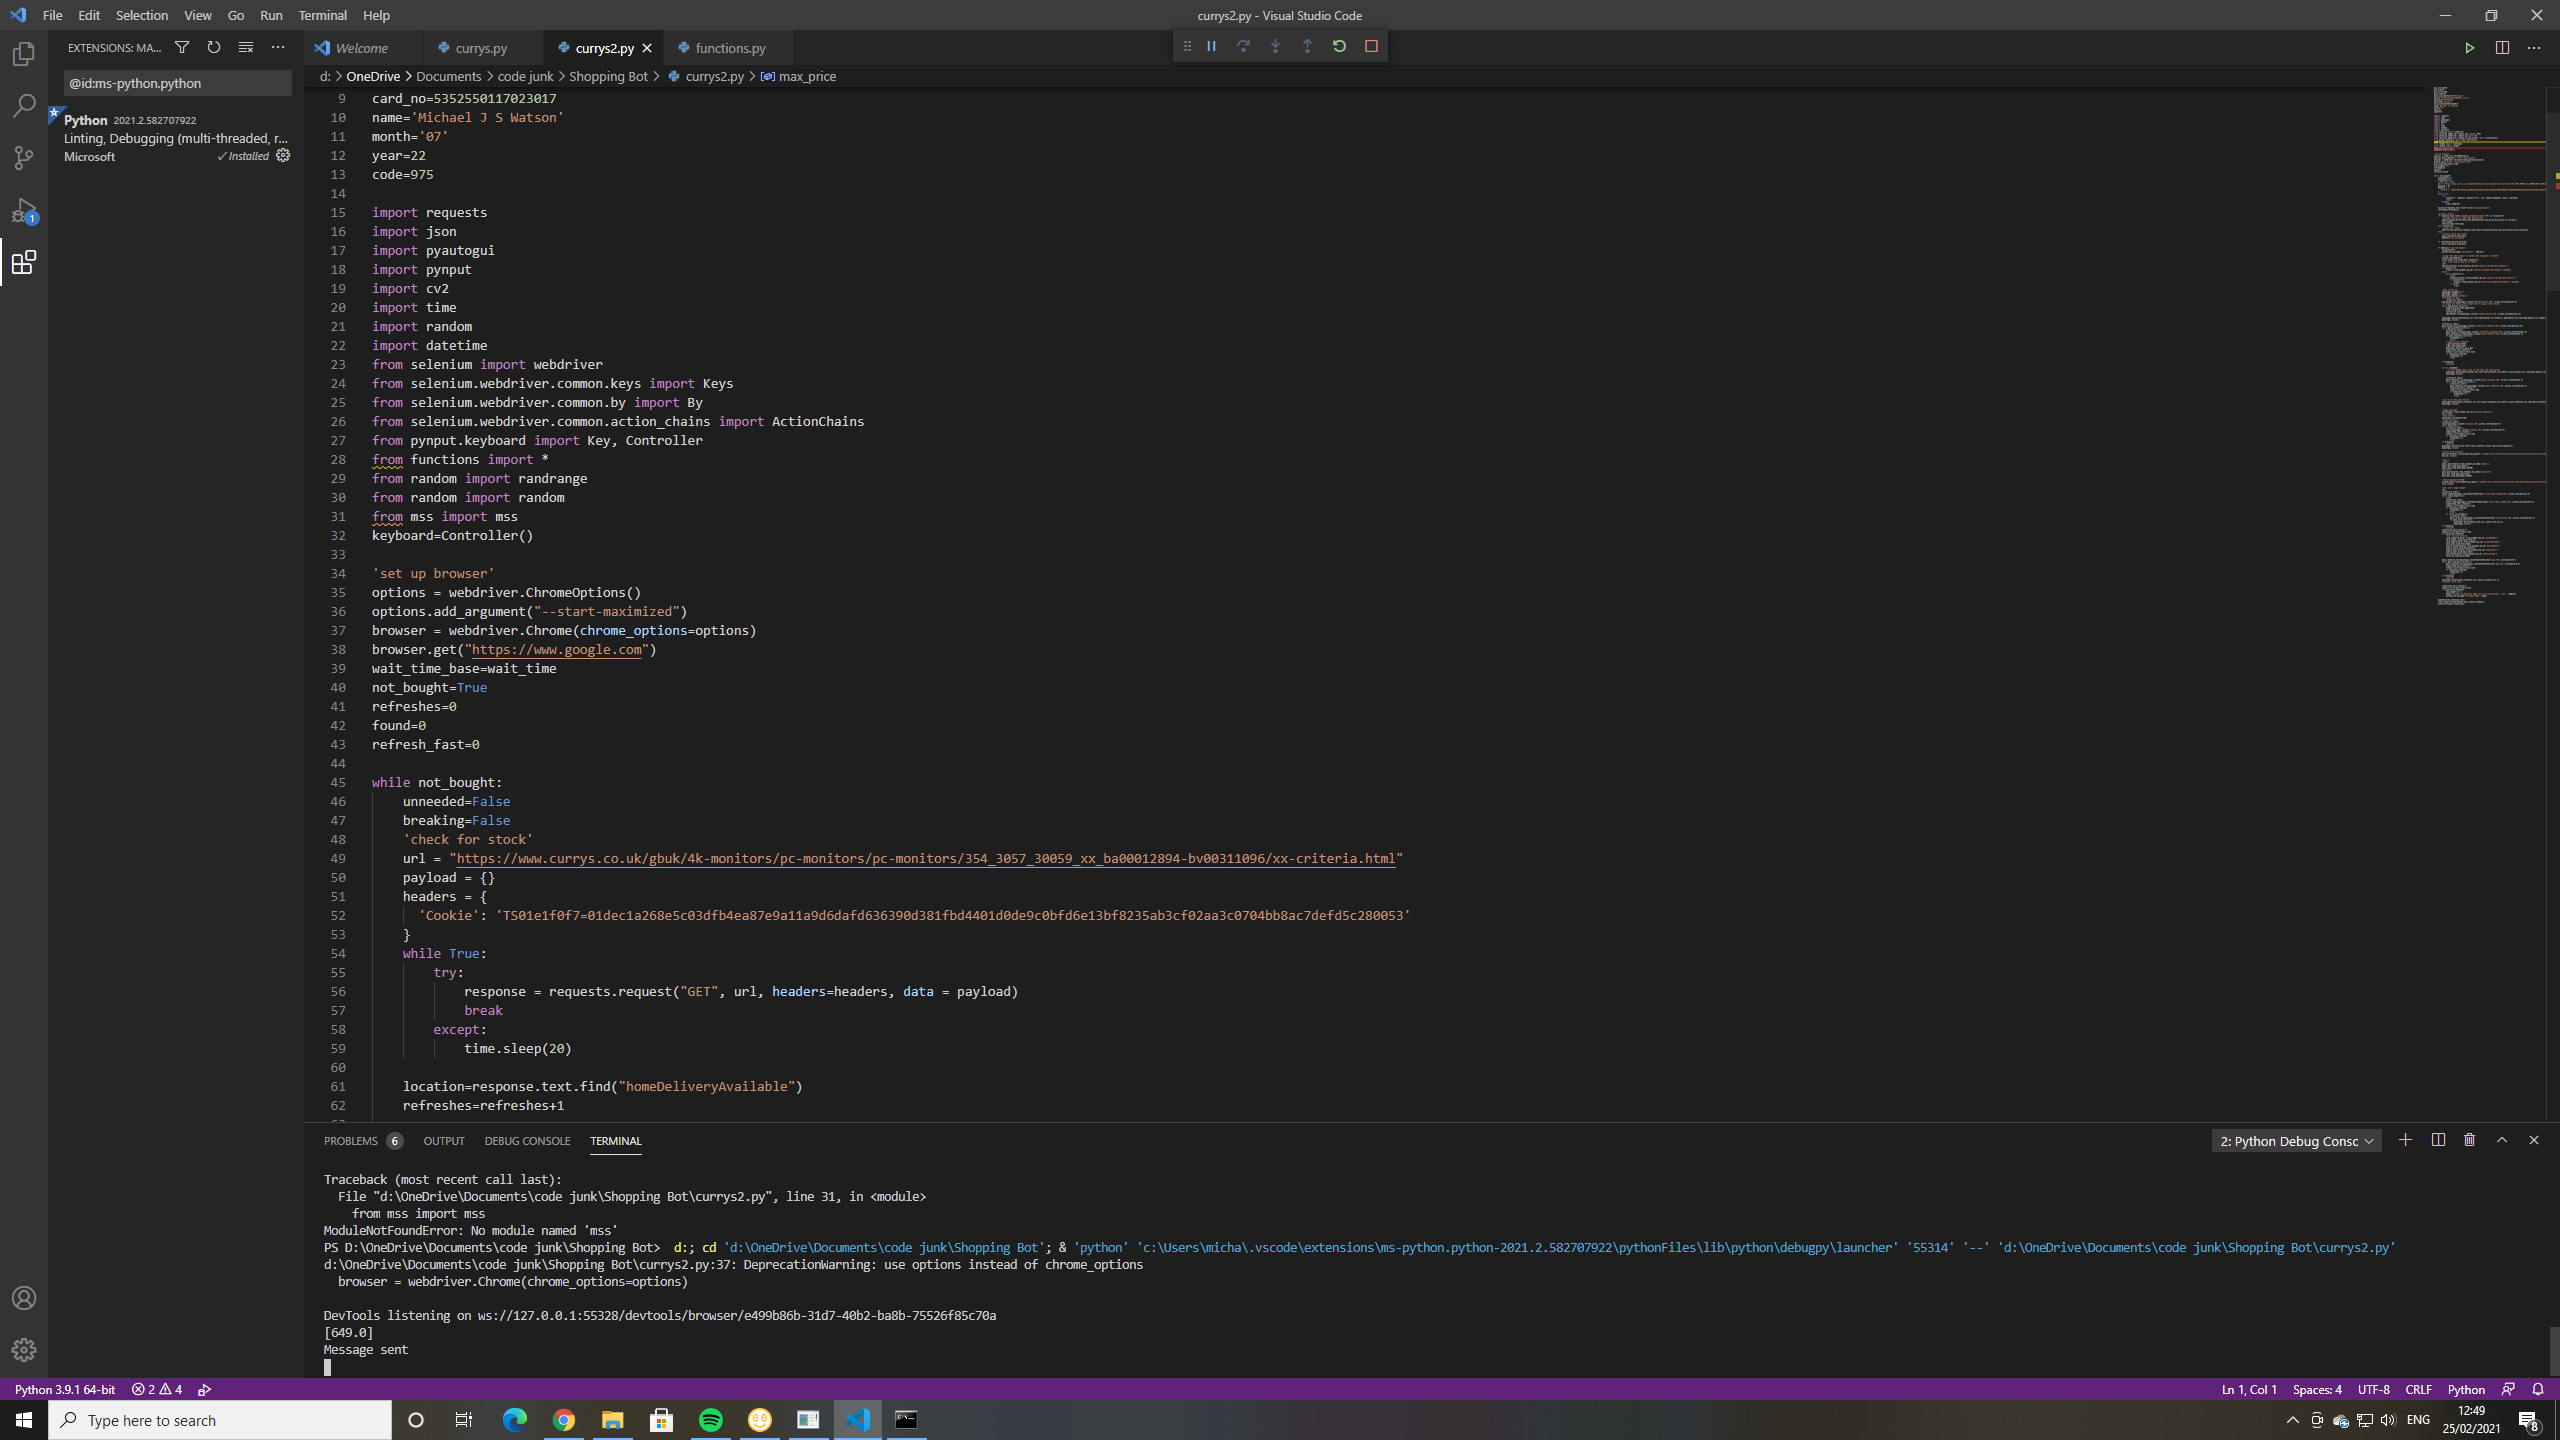 File Edit Selection View Go Run Terminal Help
currys2.py - Visual Studio Code
EXTENSIONS: MA...
Welcome
currys.py
currys2.py
functions.py
@id:ms-python.python
d: > OneDrive > Documents > code junk > Shopping Bot > currys2.py > max_price
Python 2021.2.582707922
Linting, Debugging (multi-threaded, r...
Microsoft
Installed
1
9 card_no=[redacted]
10 name='Michael J S Watson'
11 month='07'
12 year=22
13 code=[redacted]
14
15 import requests
16 import json
17 import pyautogui
18 import pynput
19 import cv2
20 import time
21 import random
22 import datetime
23 from selenium import webdriver
24 from selenium.webdriver.common.keys import Keys
25 from selenium.webdriver.common.by import By
26 from selenium.webdriver.common.action_chains import ActionChains
27 from pynput.keyboard import Key, Controller
28 from functions import *
29 from random import randrange
30 from random import random
31 from mss import mss
32 keyboard=Controller()
33
34 'set up browser'
35 options = webdriver.ChromeOptions()
36 options.add_argument("--start-maximized")
37 browser = webdriver.Chrome(chrome_options=options)
38 browser.get("https://www.google.com")
39 wait_time_base=wait_time
40 not_bought=True
41 refreshes=0
42 found=0
43 refresh_fast=0
44
45 while not_bought:
46     unneeded=False
47     breaking=False
48     'check for stock'
49     url = "https://www.currys.co.uk/gbuk/4k-monitors/pc-monitors/pc-monitors/354_3057_30059_xx_ba00012894-bv00311096/xx-criteria.html"
50     payload = {}
51     headers = {
52       'Cookie': 'TS01e1f0f7=01dec1a268e5c03dfb4ea87e9a11a9d6dafd636390d381fbd4401d0de9c0bfd6e13bf8235ab3cf02aa3c0704bb8ac7defd5c280053'
53     }
54     while True:
55         try:
56             response = requests.request("GET", url, headers=headers, data = payload)
57             break
58         except:
59             time.sleep(20)
60
61     location=response.text.find("homeDeliveryAvailable")
62     refreshes=refreshes+1
PROBLEMS 6 OUTPUT DEBUG CONSOLE TERMINAL
2: Python Debug Consc
Traceback (most recent call last):
  File "d:\OneDrive\Documents\code junk\Shopping Bot\currys2.py", line 31, in <module>
    from mss import mss
ModuleNotFoundError: No module named 'mss'
PS D:\OneDrive\Documents\code junk\Shopping Bot>  d:; cd 'd:\OneDrive\Documents\code junk\Shopping Bot'; & 'python' 'c:\Users\micha\.vscode\extensions\ms-python.python-2021.2.582707922\pythonFiles\lib\python\debugpy\launcher' '55314' '--' 'd:\OneDrive\Documents\code junk\Shopping Bot\currys2.py'
d:\OneDrive\Documents\code junk\Shopping Bot\currys2.py:37: DeprecationWarning: use options instead of chrome_options
  browser = webdriver.Chrome(chrome_options=options)
DevTools listening on ws://127.0.0.1:55328/devtools/browser/e499b86b-31d7-40b2-ba8b-75526f85c70a
[649.0]
Message sent
Python 3.9.1 64-bit 2 4
Ln 1, Col 1 Spaces: 4 UTF-8 CRLF Python
Type here to search
ENG
12:49
25/02/2021
8